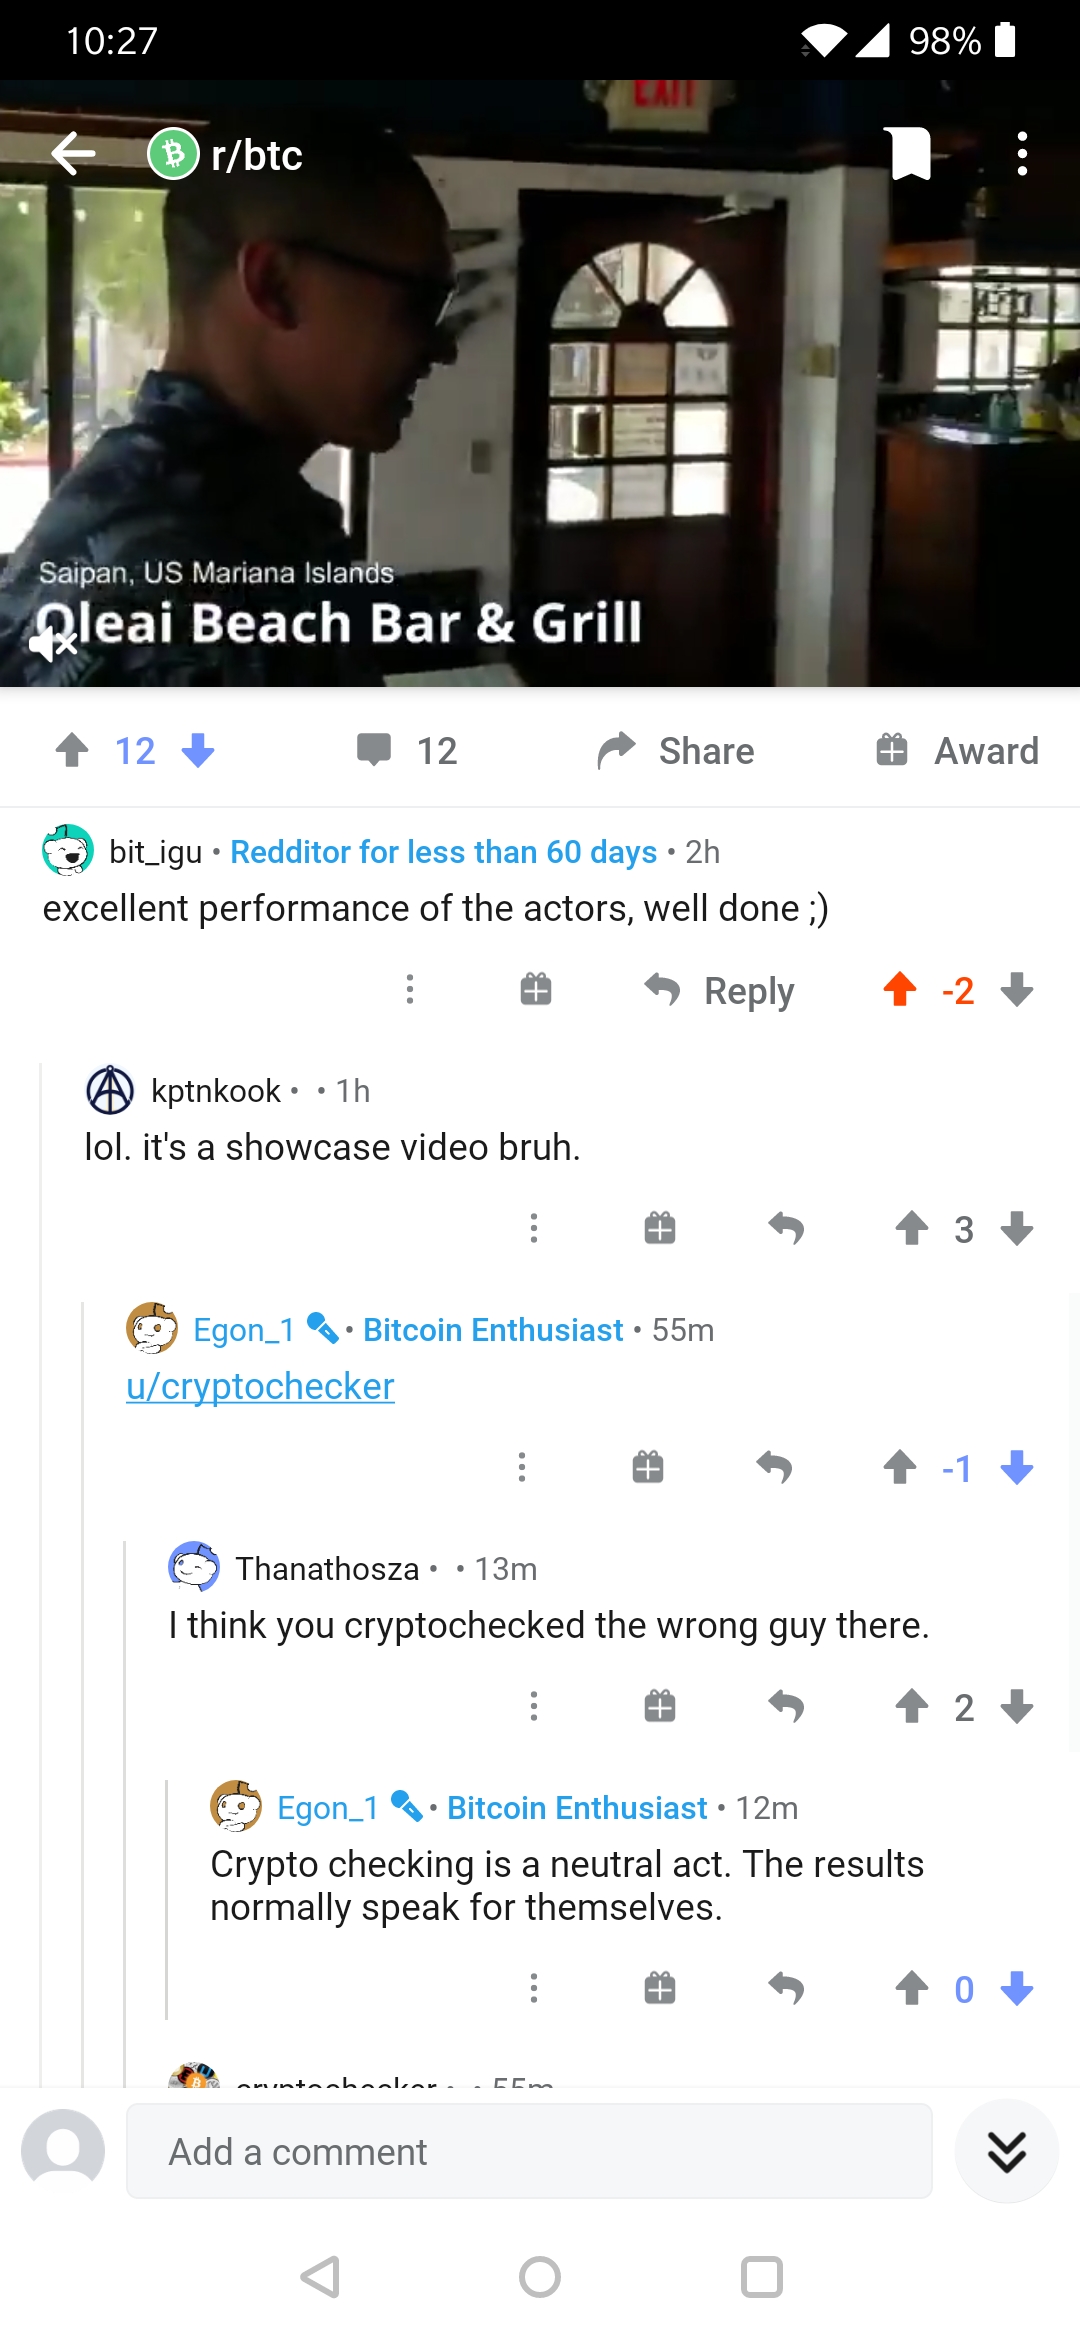 10:27
98%
EXIT
r/btc
Saipan, US Mariana Islands
Oleai Beach Bar & Grill
12
12
Share
Award
bit_igu • Redditor for less than 60 days • 2h
excellent performance of the actors, well done ;)
Reply
-2
kptnkook • • 1h
lol. it's a showcase video bruh.
3
Egon_1 • Bitcoin Enthusiast • 55m
u/cryptochecker
-1
Thanathosza • • 13m
I think you cryptochecked the wrong guy there.
2
Egon_1 • Bitcoin Enthusiast • 12m
Crypto checking is a neutral act. The results
normally speak for themselves.
0
cryptochecker • • 55m
Add a comment